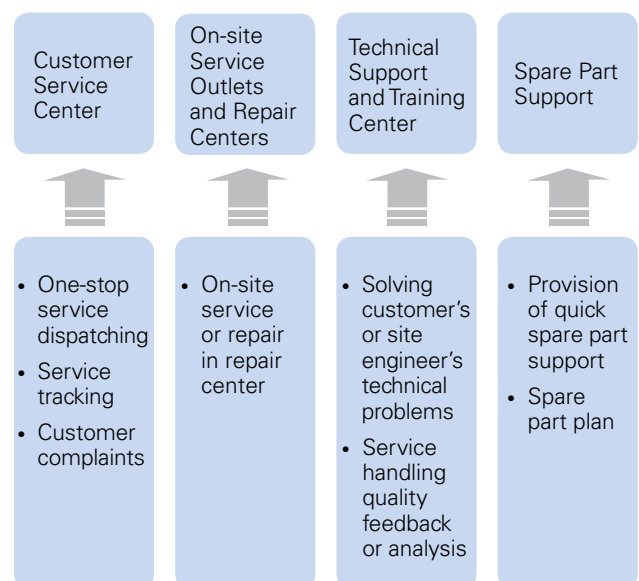 Customer
Service
Center
On-site
Service
Outlets
and Repair
Centers
Technical
Support
and Training
Center
Spare Part
Support
• One-stop
service
dispatching
• Service
tracking
• Customer
complaints
• On-site
service
or repair
in repair
center
• Solving
customer’s
or site
engineer’s
technical
problems
• Service
handling
quality
feedback
or analysis
• Provision
of quick
spare part
support
• Spare
part plan